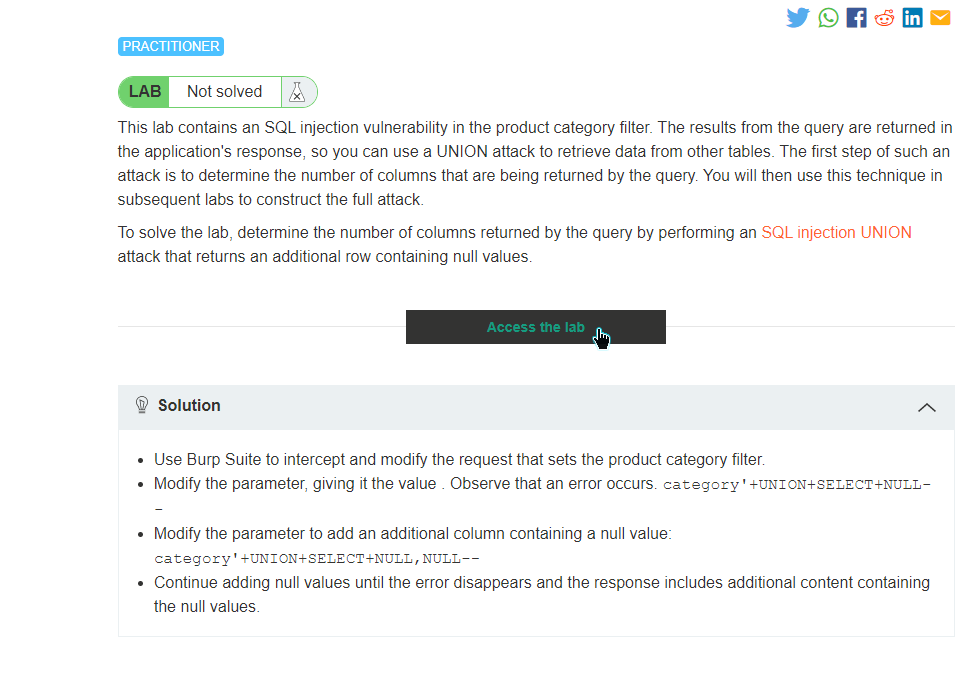 PRACTITIONER
LAB Not solved
This lab contains an SQL injection vulnerability in the product category filter. The results from the query are returned in
the application's response, so you can use a UNION attack to retrieve data from other tables. The first step of such an
attack is to determine the number of columns that are being returned by the query. You will then use this technique in
subsequent labs to construct the full attack.
To solve the lab, determine the number of columns returned by the query by performing an SQL injection UNION
attack that returns an additional row containing null values.
Access the lab
Solution
• Use Burp Suite to intercept and modify the request that sets the product category filter.
• Modify the parameter, giving it the value . Observe that an error occurs. category'+UNION+SELECT+NULL-
-
• Modify the parameter to add an additional column containing a null value:
category'+UNION+SELECT+NULL,NULL--
• Continue adding null values until the error disappears and the response includes additional content containing
the null values.